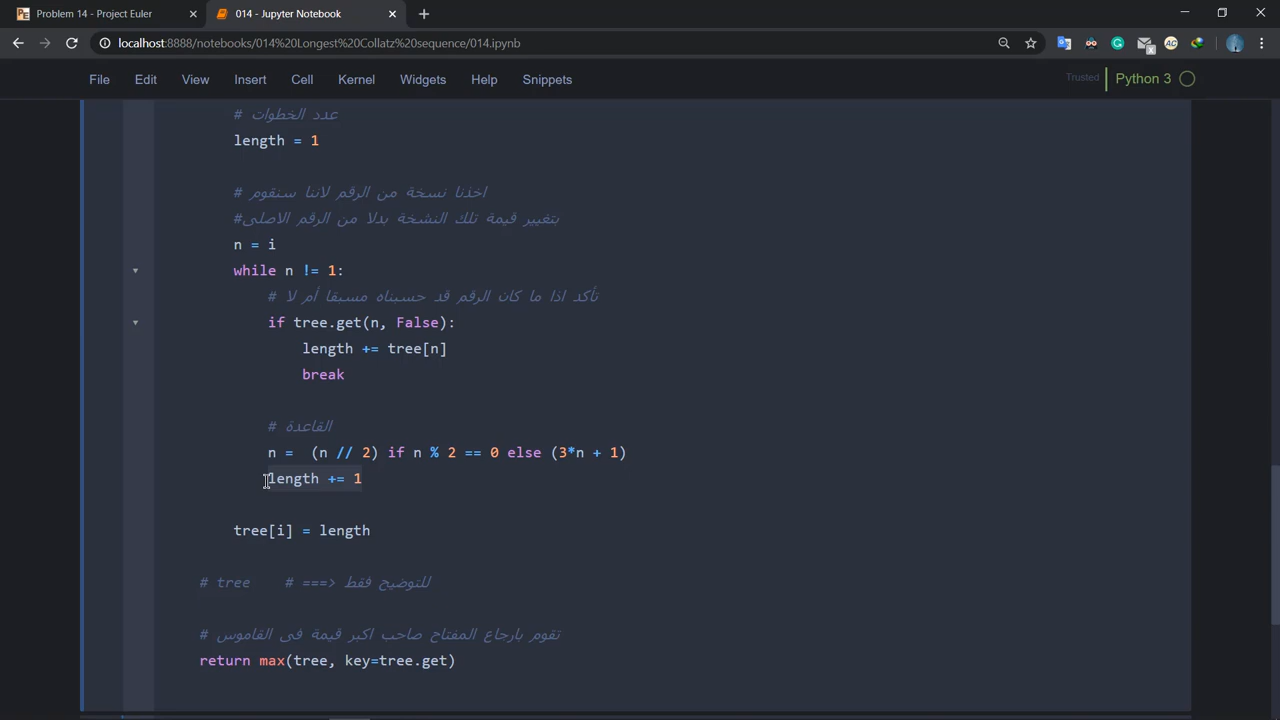 Problem 14 - Project Euler
014 - Jupyter Notebook
localhost:8888/notebooks/014%20Longest%20Collatz%20sequence/014.ipynb
File Edit View Insert Cell Kernel Widgets Help Snippets
Trusted Python 3
# عدد الخطوات
length = 1
# اخذنا نسخة من الرقم لاننا سنقوم
#بتغيير قيمة تلك النشخة بدلا من الرقم الاصلى
n = i
while n != 1:
# تأكد اذا ما كان الرقم قد حسبناه مسبقا أم لا
if tree.get(n, False):
length += tree[n]
break
# القاعدة
n =  (n // 2) if n % 2 == 0 else (3*n + 1)
length += 1
tree[i] = length
# tree    # ===> للتوضيح فقط
# تقوم بارجاع المفتاح صاحب اكبر قيمة فى القاموس
return max(tree, key=tree.get)